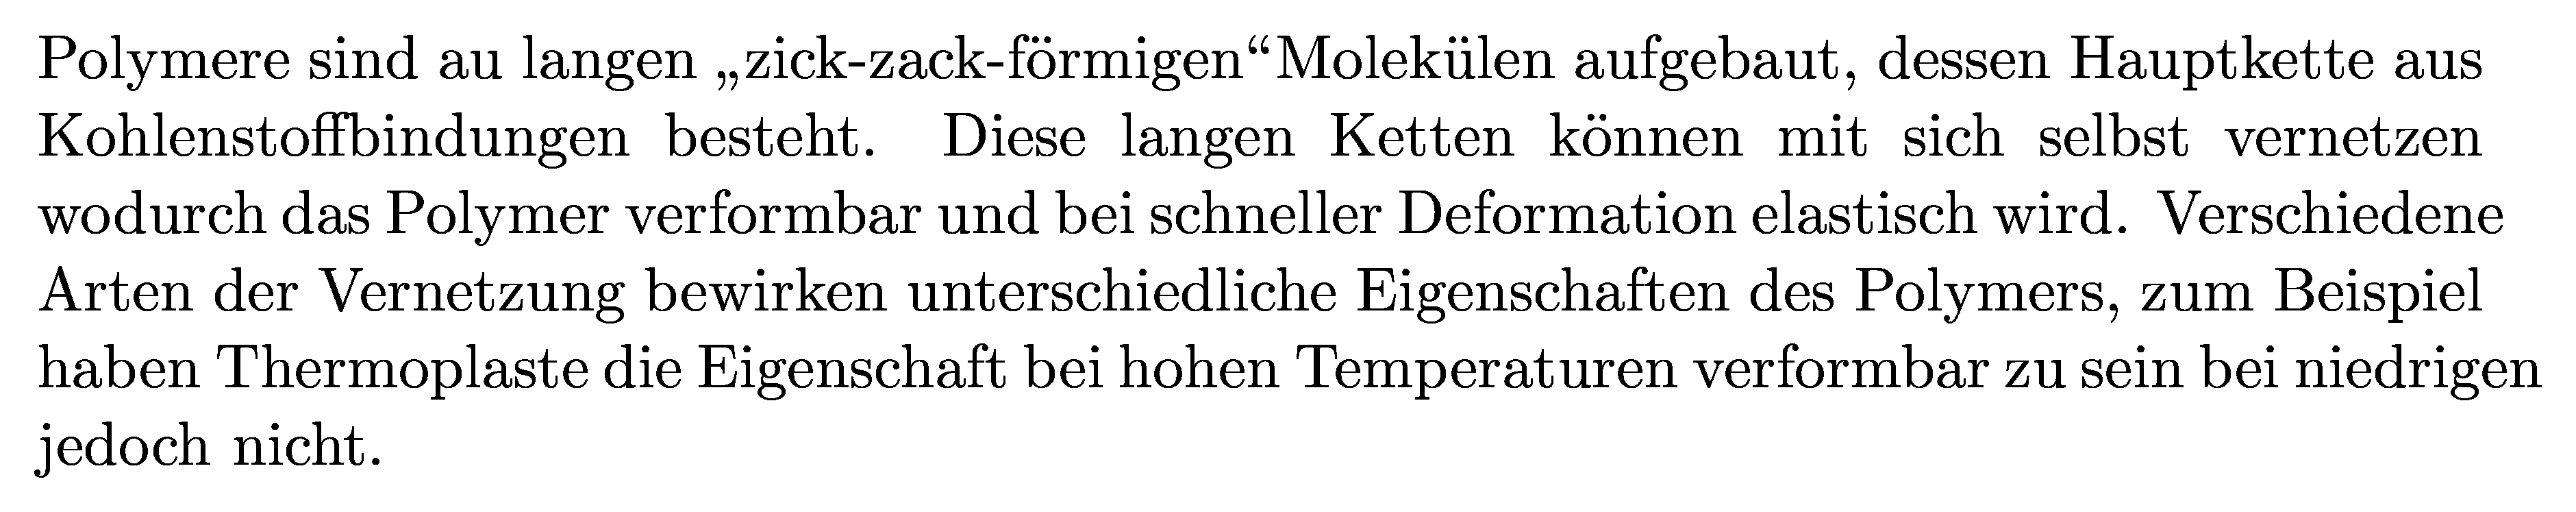 Polymere sind au langen „zick-zack-förmigen“Molekülen aufgebaut, dessen Hauptkette aus
Kohlenstoffbindungen besteht. Diese langen Ketten können mit sich selbst vernetzen
wodurch das Polymer verformbar und bei schneller Deformation elastisch wird. Verschiedene
Arten der Vernetzung bewirken unterschiedliche Eigenschaften des Polymers, zum Beispiel
haben Thermoplaste die Eigenschaft bei hohen Temperaturen verformbar zu sein bei niedrigen
jedoch nicht.